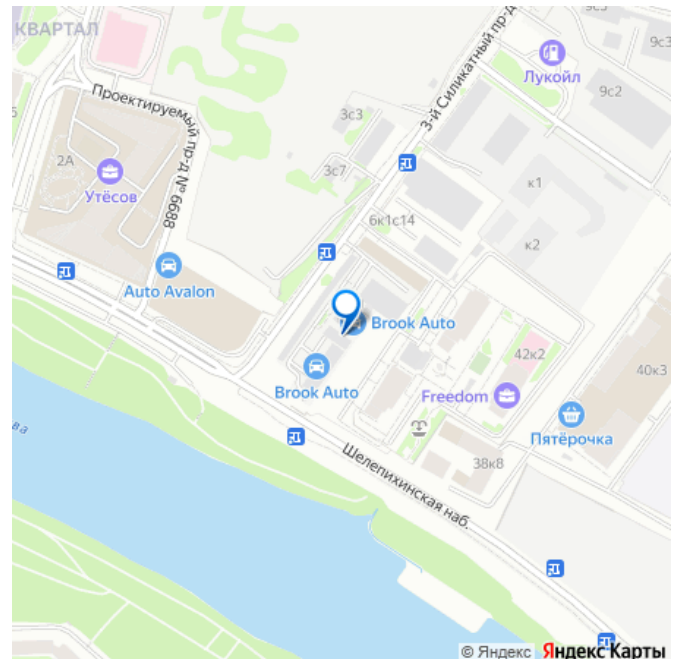 КВАРТАЛ
Проектируемый пр-д № 6688
2А
Утёсов
3с3
3с7
3-й Силикатный пр-д
Лукойл
9с3
9с3
9с2
к1
к2
6к1с14
Auto Avalon
Brook Auto
Brook Auto
42к2
40к3
Freedom
Пятёрочка
38к8
Шелепихинская наб.
ва
© Яндекс Яндекс Карты